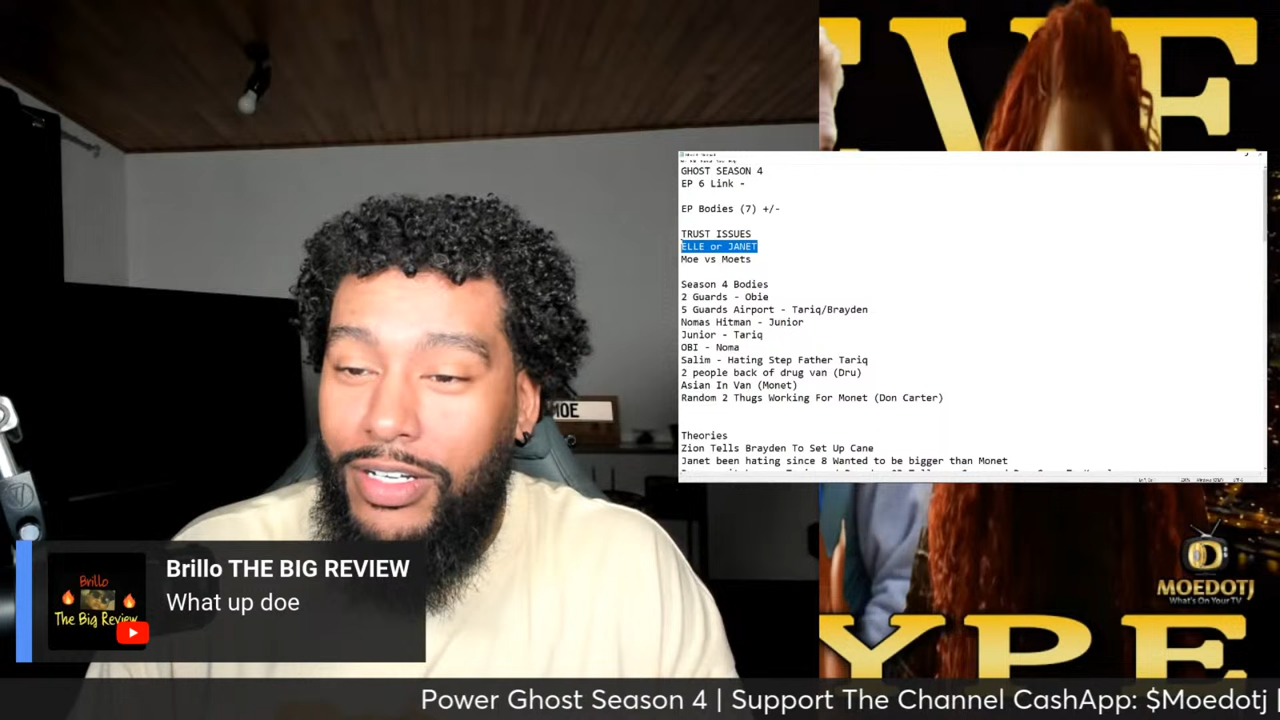 VE
GHOST SEASON 4
EP 6 Link -
EP Bodies (7) +/-
TRUST ISSUES
ELLE or JANET
Moe vs Moets
Season 4 Bodies
2 Guards - Obie
5 Guards Airport - Tariq/Brayden
Nomas Hitman - Junior
Junior - Tariq
OBI - Noma
Salim - Hating Step Father Tariq
2 people back of drug van (Dru)
Asian In Van (Monet)
Random 2 Thugs Working For Monet (Don Carter)
Theories
Zion Tells Brayden To Set Up Cane
Janet been hating since 8 Wanted to be bigger than Monet
MOE
Brillo THE BIG REVIEW
What up doe
Brillo
The Big Review
MOEDOTJ
What's On Your TV
YPE
Power Ghost Season 4 | Support The Channel CashApp: $Moedotj |